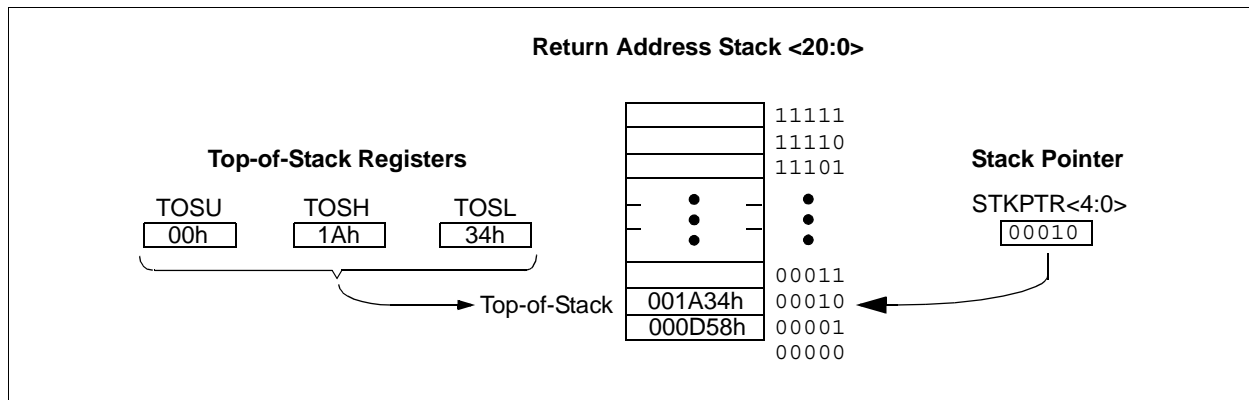 Return Address Stack <20:0>
11111
11110
11101
Top-of-Stack Registers
Stack Pointer
TOSU TOSH TOSL
STKPTR<4:0>
00h 1Ah 34h
00010
00011
Top-of-Stack 001A34h 00010
000D58h 00001
00000